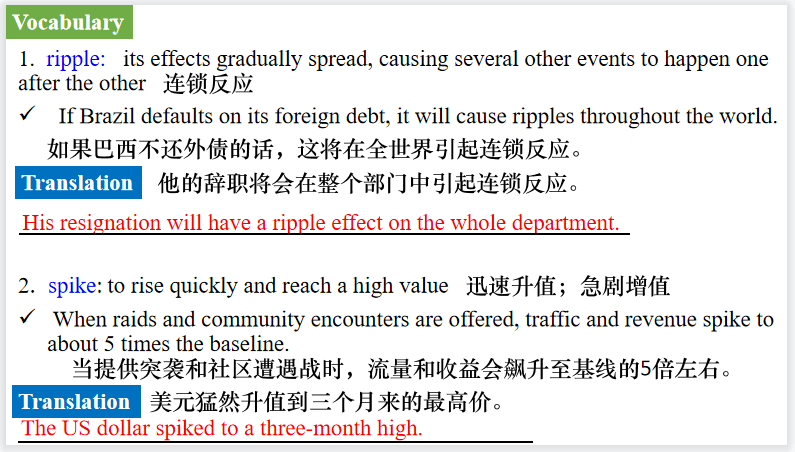 Vocabulary
1. ripple: its effects gradually spread, causing several other events to happen one
after the other 连锁反应
✓ If Brazil defaults on its foreign debt, it will cause ripples throughout the world.
如果巴西不还外债的话，这将在全世界引起连锁反应。
Translation 他的辞职将会在整个部门中引起连锁反应。
His resignation will have a ripple effect on the whole department.
2. spike: to rise quickly and reach a high value 迅速升值；急剧增值
✓ When raids and community encounters are offered, traffic and revenue spike to
about 5 times the baseline.
当提供突袭和社区遭遇战时，流量和收益会飙升至基线的5倍左右。
Translation 美元猛然升值到三个月来的最高价。
The US dollar spiked to a three-month high.